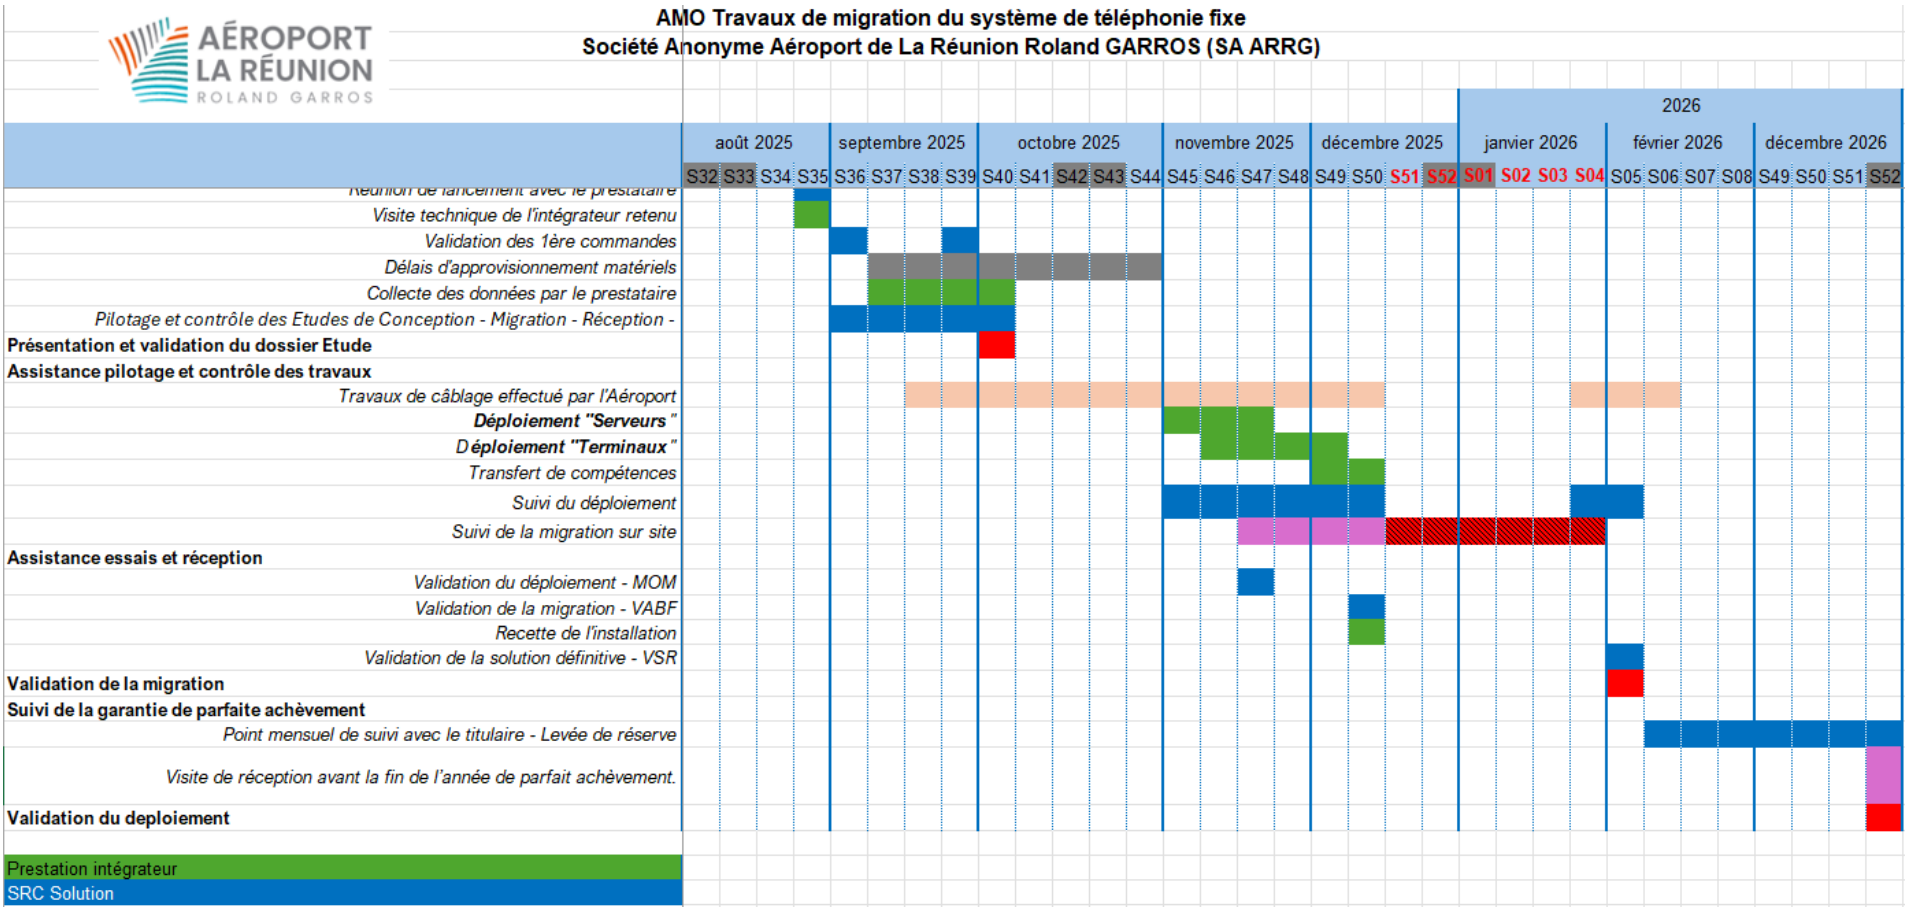 AMO Travaux de migration du système de téléphonie fixe
Société Anonyme Aéroport de La Réunion Roland GARROS (SA ARRG)
AÉROPORT
LA RÉUNION
ROLAND GARROS
2026
août 2025 septembre 2025 octobre 2025 novembre 2025 décembre 2025 janvier 2026 février 2026 décembre 2026
S32 S33 S34 S35 S36 S37 S38 S39 S40 S41 S42 S43 S44 S45 S46 S47 S48 S49 S50 S51 S52 S01 S02 S03 S04 S05 S06 S07 S08 S49 S50 S51 S52
Réunion de lancement avec le prestataire
Visite technique de l'intégrateur retenu
Validation des 1ère commandes
Délais d'approvisionnement matériels
Collecte des données par le prestataire
Pilotage et contrôle des Etudes de Conception - Migration - Réception -
Présentation et validation du dossier Etude
Assistance pilotage et contrôle des travaux
Travaux de câblage effectué par l'Aéroport
Déploiement "Serveurs"
Déploiement "Terminaux"
Transfert de compétences
Suivi du déploiement
Suivi de la migration sur site
Assistance essais et réception
Validation du déploiement - MOM
Validation de la migration - VABF
Recette de l'installation
Validation de la solution définitive - VSR
Validation de la migration
Suivi de la garantie de parfaite achèvement
Point mensuel de suivi avec le titulaire - Levée de réserve
Visite de réception avant la fin de l'année de parfait achèvement.
Validation du deploiement
Prestation intégrateur
SRC Solution